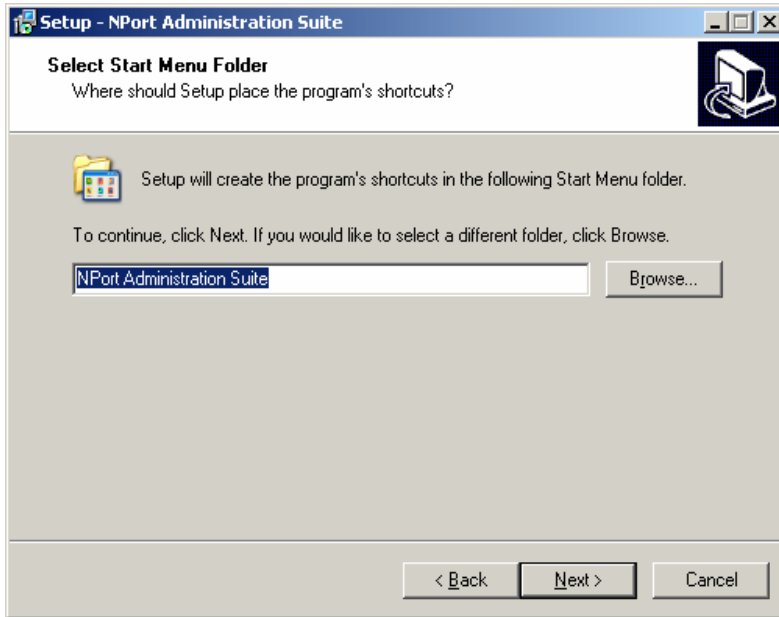 Setup - NPort Administration Suite
Select Start Menu Folder
Where should Setup place the program's shortcuts?
Setup will create the program's shortcuts in the following Start Menu folder.
To continue, click Next. If you would like to select a different folder, click Browse.
NPort Administration Suite
Browse...
< Back
Next >
Cancel